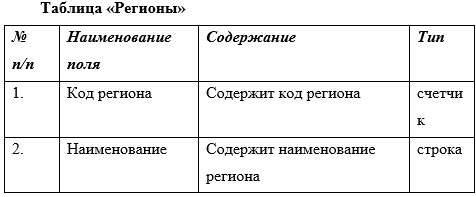 Таблица «Регионы»
№ Наименование Содержание Тип
п/п поля
1. Код региона Содержит код региона счетчи
к
2. Наименование Содержит наименование строка
региона